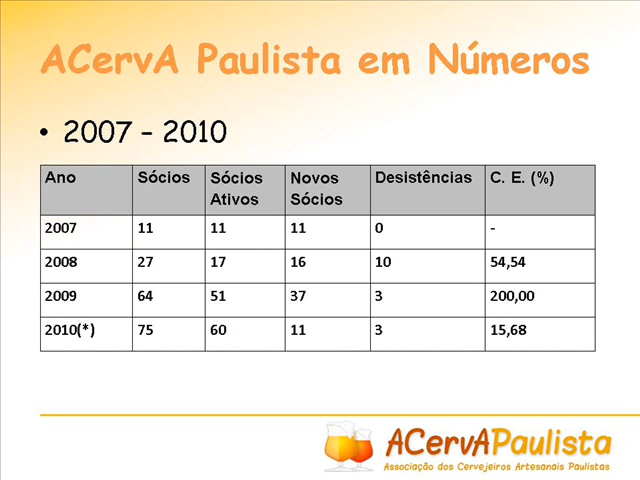 ACervA Paulista em Números
• 2007 – 2010
Ano Sócios Sócios Ativos Novos Sócios Desistências C. E. (%)
2007 11 11 11 0 -
2008 27 17 16 10 54,54
2009 64 51 37 3 200,00
2010(*) 75 60 11 3 15,68
ACervAPaulista
Associação dos Cervejeiros Artesanais Paulistas